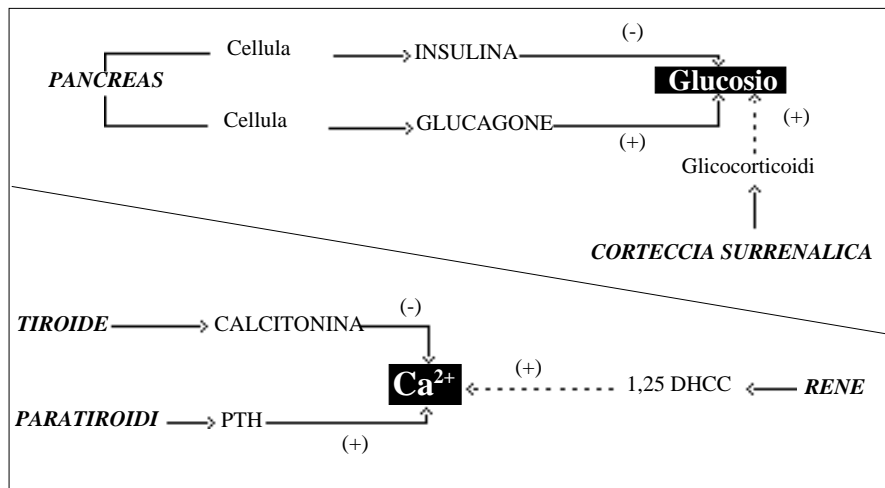 Cellula INSULINA (-)
PANCREAS Glucosio
Cellula GLUCAGONE (+) (+)
Glicocorticoidi
CORTECCIA SURRENALICA
(-)
TIROIDE CALCITONINA
Ca²⁺ (+) 1,25 DHCC RENE
PARATIROIDI PTH (+)